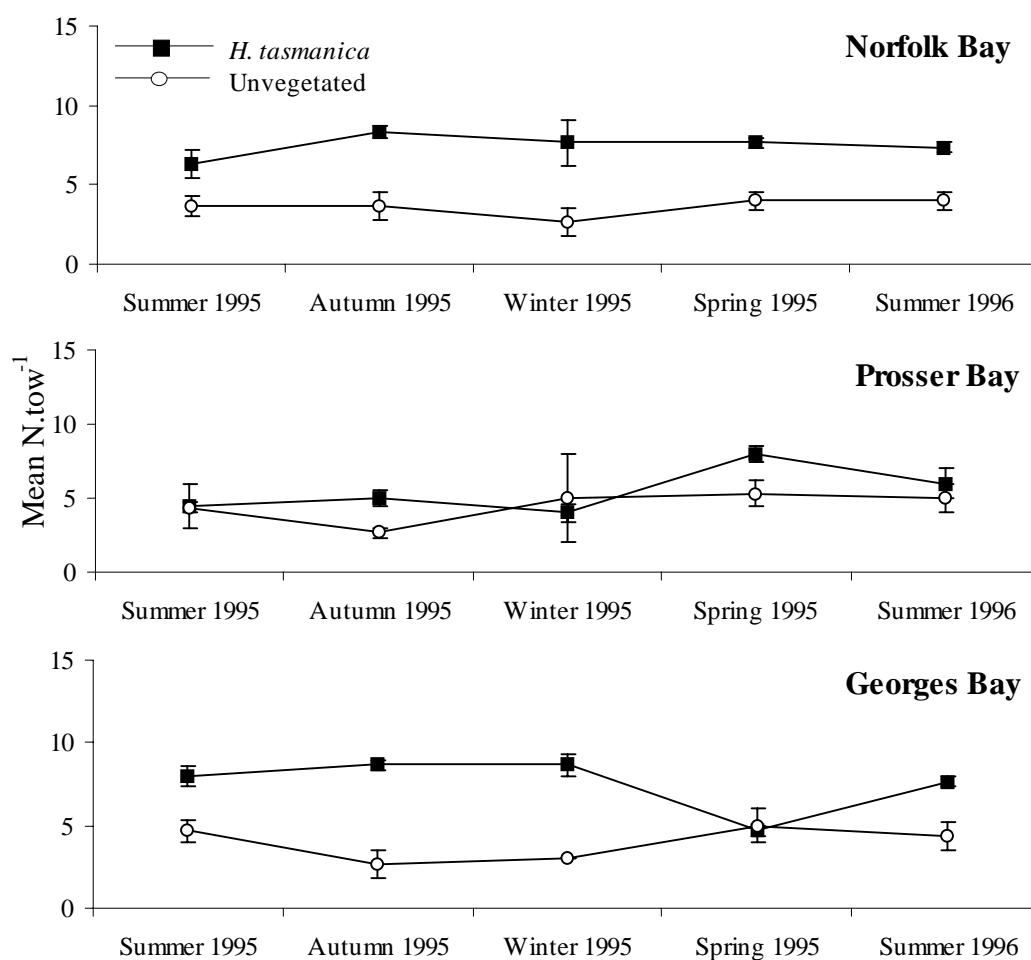 15
Norfolk Bay
H. tasmanica
Unvegetated
10
5
0
Summer 1995 Autumn 1995 Winter 1995 Spring 1995 Summer 1996
Mean N.tow-1
15
Prosser Bay
10
5
0
Summer 1995 Autumn 1995 Winter 1995 Spring 1995 Summer 1996
15
Georges Bay
10
5
0
Summer 1995 Autumn 1995 Winter 1995 Spring 1995 Summer 1996